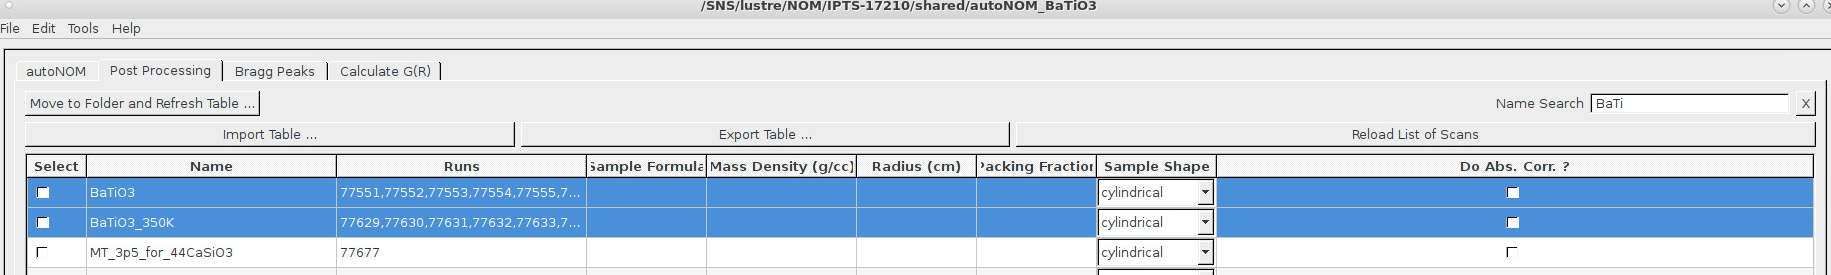 /SNS/lustre/NOM/IPTS-17210/shared/autoNOM_BaTiO3
File Edit Tools Help
autoNOM Post Processing Bragg Peaks Calculate G(R)
Move to Folder and Refresh Table ... Name Search BaTi X
Import Table ... Export Table ... Reload List of Scans
Select Name Runs Sample Formula Mass Density (g/cc) Radius (cm) Packing Fraction Sample Shape Do Abs. Corr. ?
BaTiO3 77551,77552,77553,77554,77555,7... cylindrical
BaTiO3_350K 77629,77630,77631,77632,77633,7... cylindrical
MT_3p5_for_44CaSiO3 77677 cylindrical